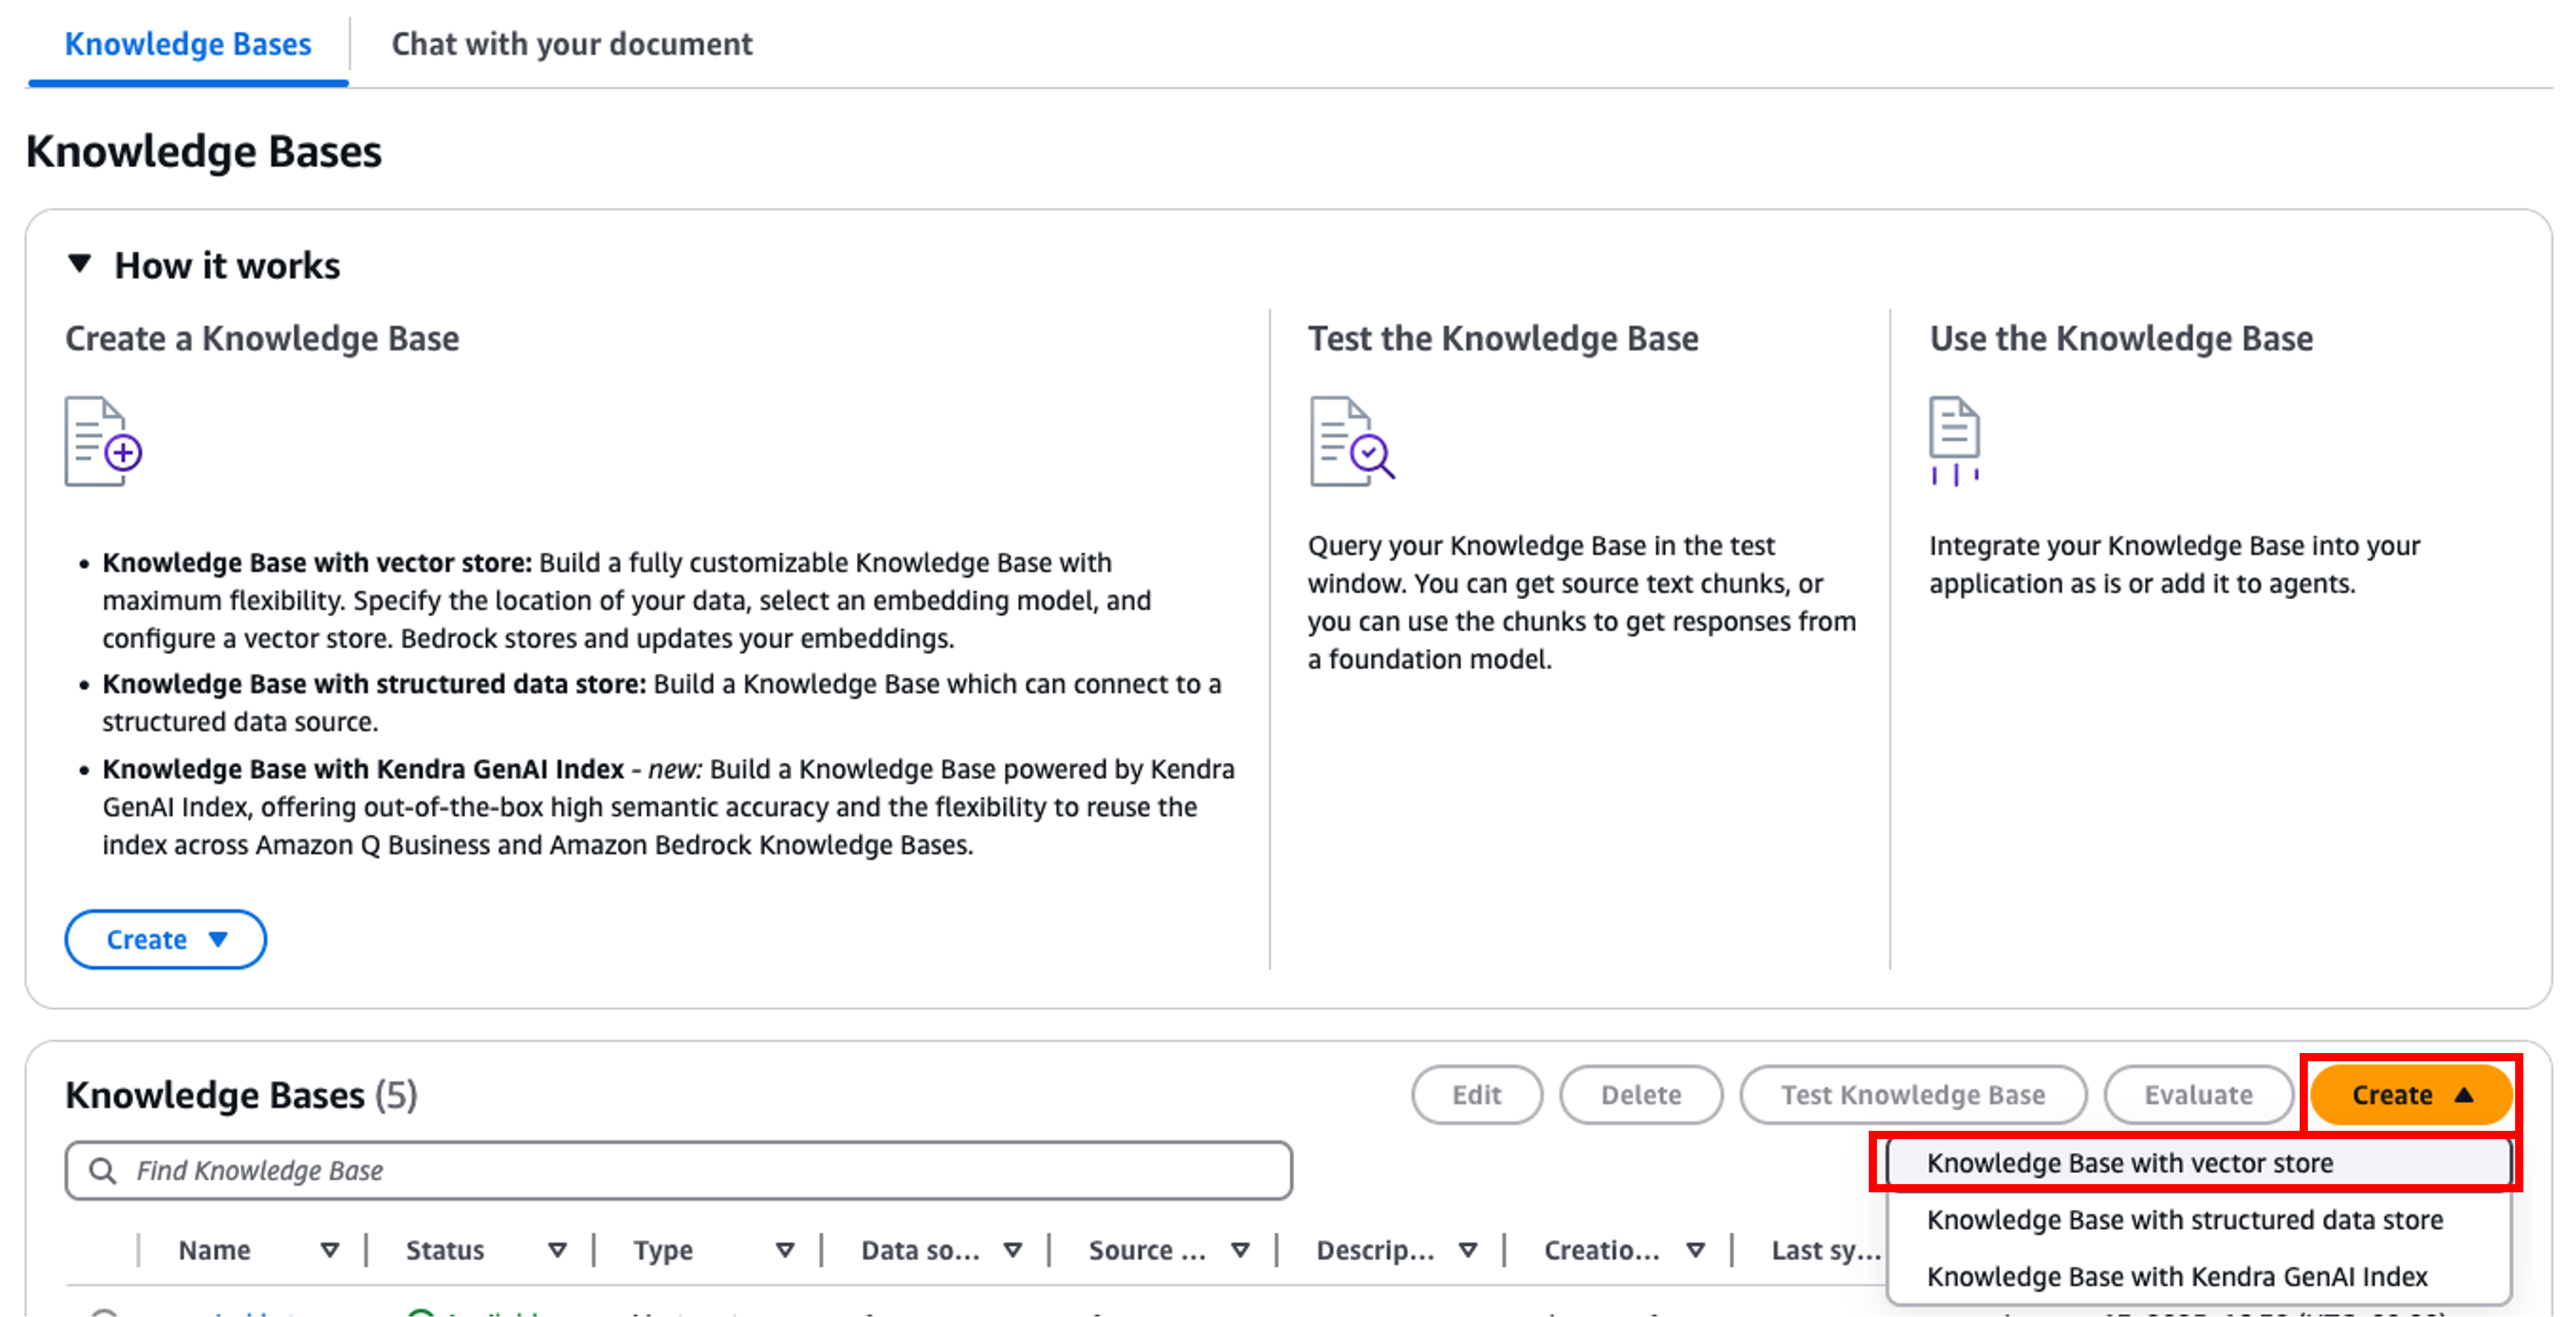 Knowledge Bases
Chat with your document
Knowledge Bases
How it works
Create a Knowledge Base
• Knowledge Base with vector store: Build a fully customizable Knowledge Base with
maximum flexibility. Specify the location of your data, select an embedding model, and
configure a vector store. Bedrock stores and updates your embeddings.
• Knowledge Base with structured data store: Build a Knowledge Base which can connect to a
structured data source.
• Knowledge Base with Kendra GenAI Index - new: Build a Knowledge Base powered by Kendra
GenAI Index, offering out-of-the-box high semantic accuracy and the flexibility to reuse the
index across Amazon Q Business and Amazon Bedrock Knowledge Bases.
Create
Test the Knowledge Base
Query your Knowledge Base in the test
window. You can get source text chunks, or
you can use the chunks to get responses from
a foundation model.
Use the Knowledge Base
Integrate your Knowledge Base into your
application as is or add it to agents.
Knowledge Bases (5)
Edit
Delete
Test Knowledge Base
Evaluate
Create
Find Knowledge Base
Knowledge Base with vector store
Knowledge Base with structured data store
Knowledge Base with Kendra GenAI Index
Name
Status
Type
Data so...
Source ...
Descrip...
Creatio...
Last sy...